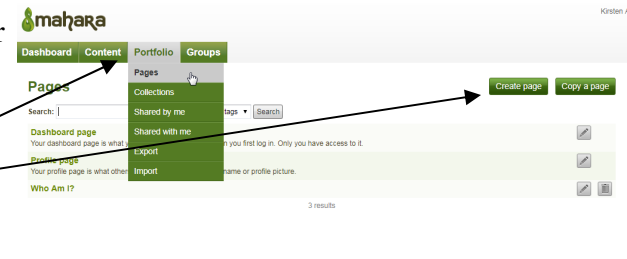 mahara
Kirsten
Dashboard Content Portfolio Groups
Pages
Collections
Shared by me
Shared with me
Export
Import
Pages
Create page Copy a page
Search: tags Search
Dashboard page
Your dashboard page is what you first log in. Only you have access to it.
Profile page
Your profile page is what other name or profile picture.
Who Am I?
3 results